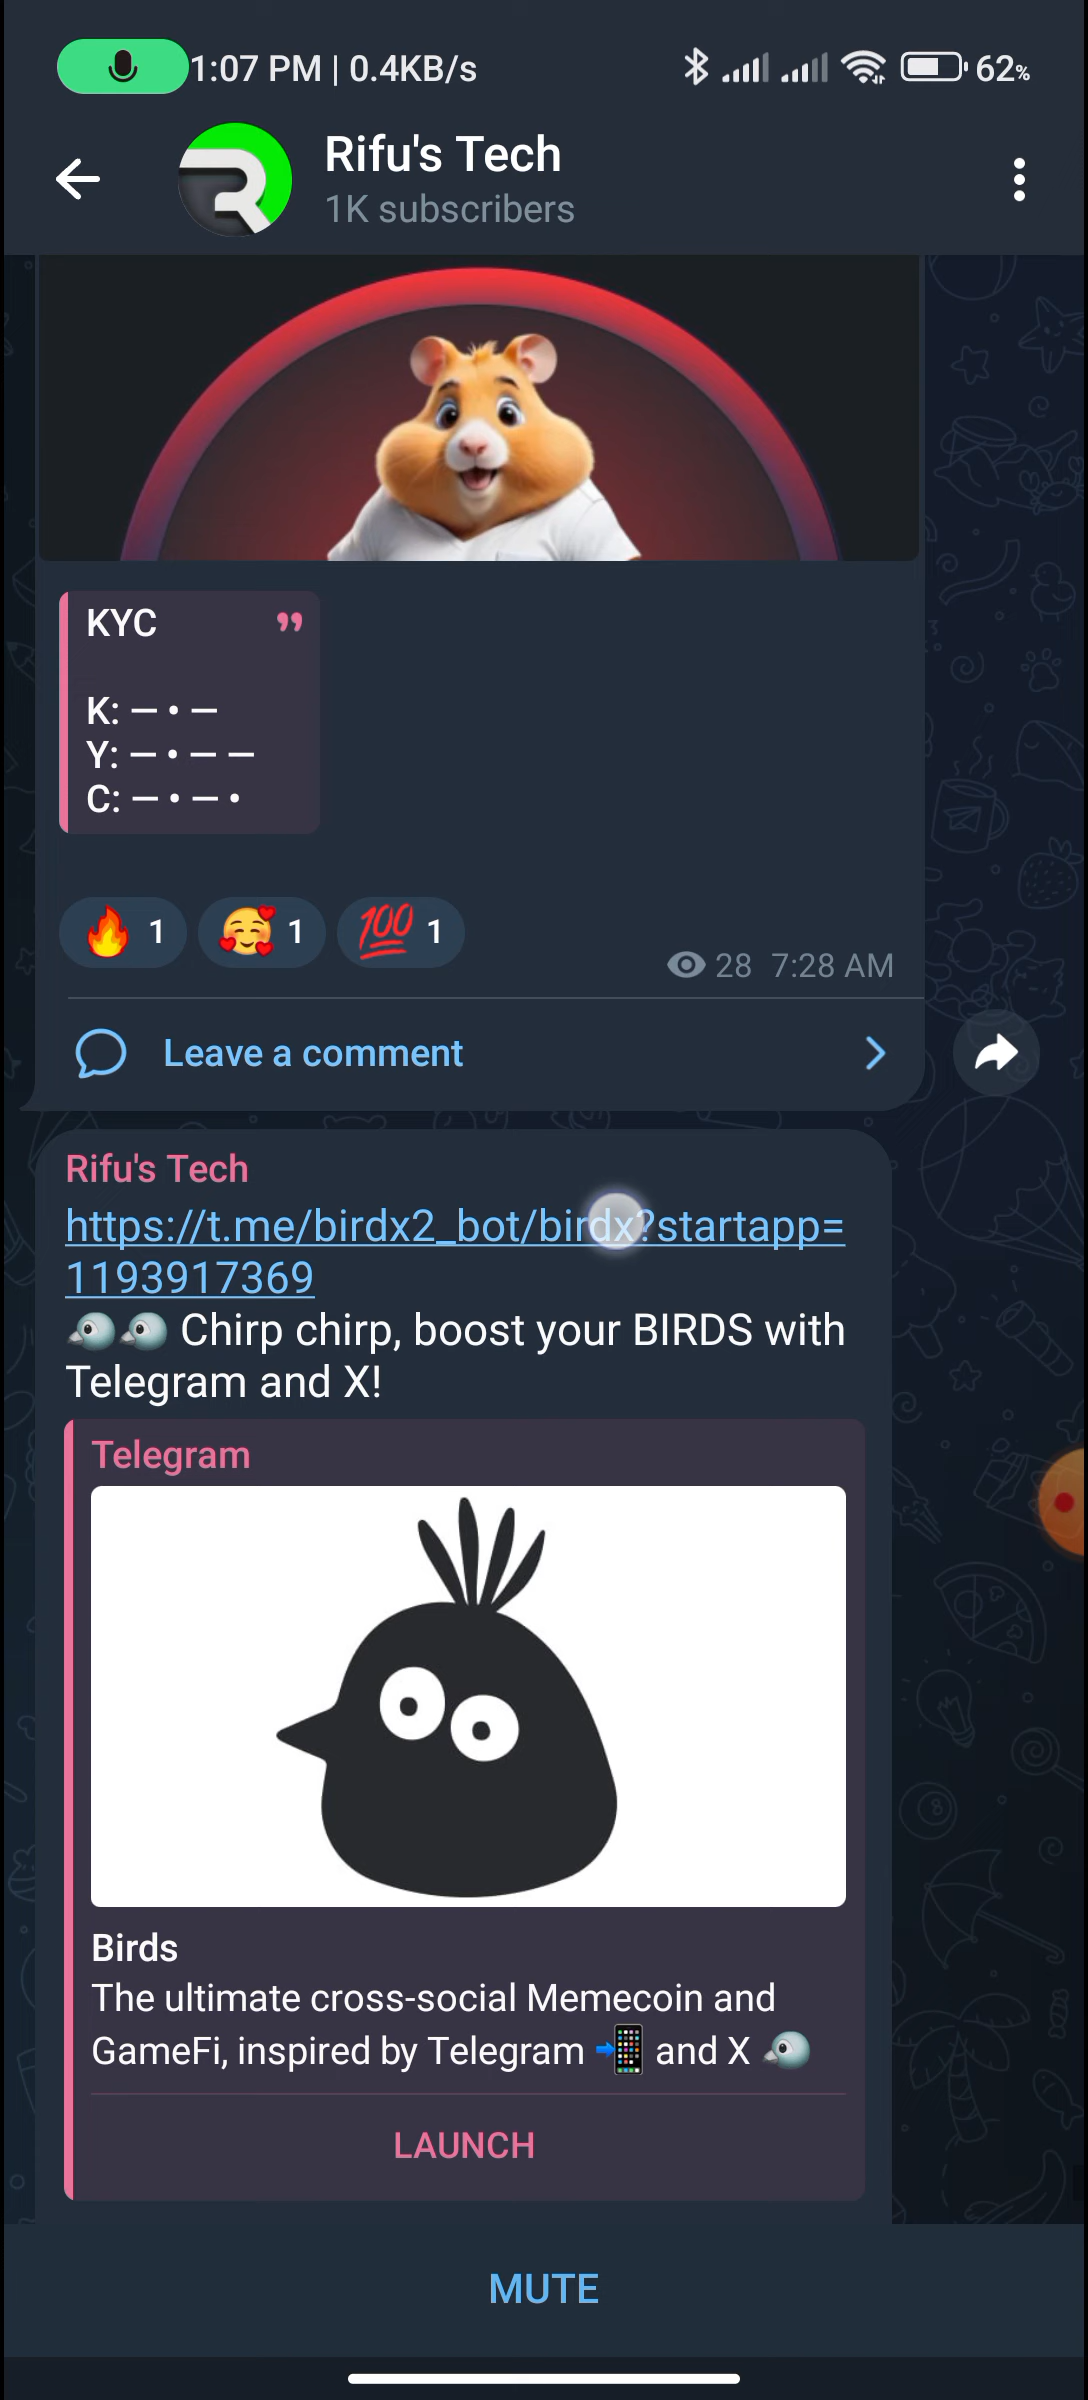 1:07 PM | 0.4KB/s 62%
Rifu's Tech
1K subscribers
KYC
K: — • —
Y: — • — —
C: — • — •
1 1 100 1
28 7:28 AM
Leave a comment
Rifu's Tech
https://t.me/birdx2_bot/birdx?startapp=
1193917369
Chirp chirp, boost your BIRDS with
Telegram and X!
Telegram
Birds
The ultimate cross-social Memecoin and
GameFi, inspired by Telegram 📲 and X
LAUNCH
MUTE